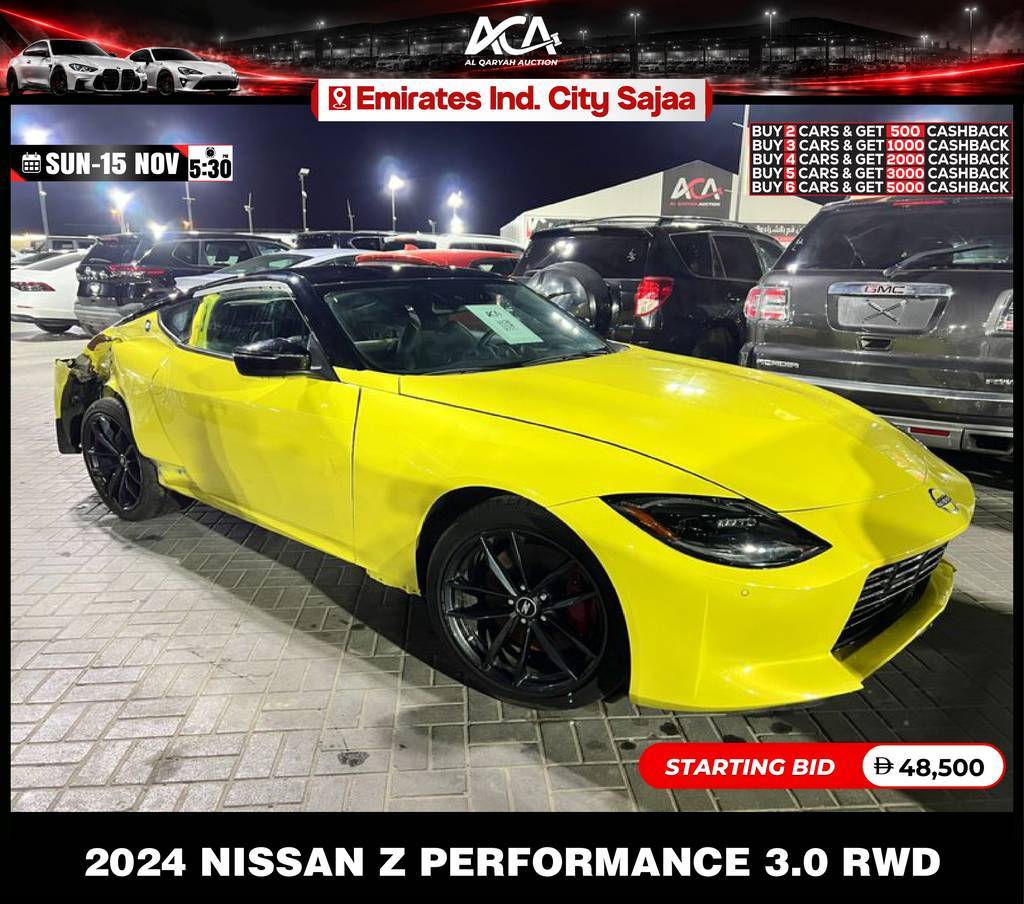 ACA
AL QARYAH AUCTION
Emirates Ind. City Sajaa
SUN-15 NOV 5:30 PM
BUY 2 CARS & GET 500 CASHBACK
BUY 3 CARS & GET 1000 CASHBACK
BUY 4 CARS & GET 2000 CASHBACK
BUY 5 CARS & GET 3000 CASHBACK
BUY 6 CARS & GET 5000 CASHBACK
ACA
AL QARYAH AUCTION
GMC
ACA
STARTING BID 48,500
2024 NISSAN Z PERFORMANCE 3.0 RWD